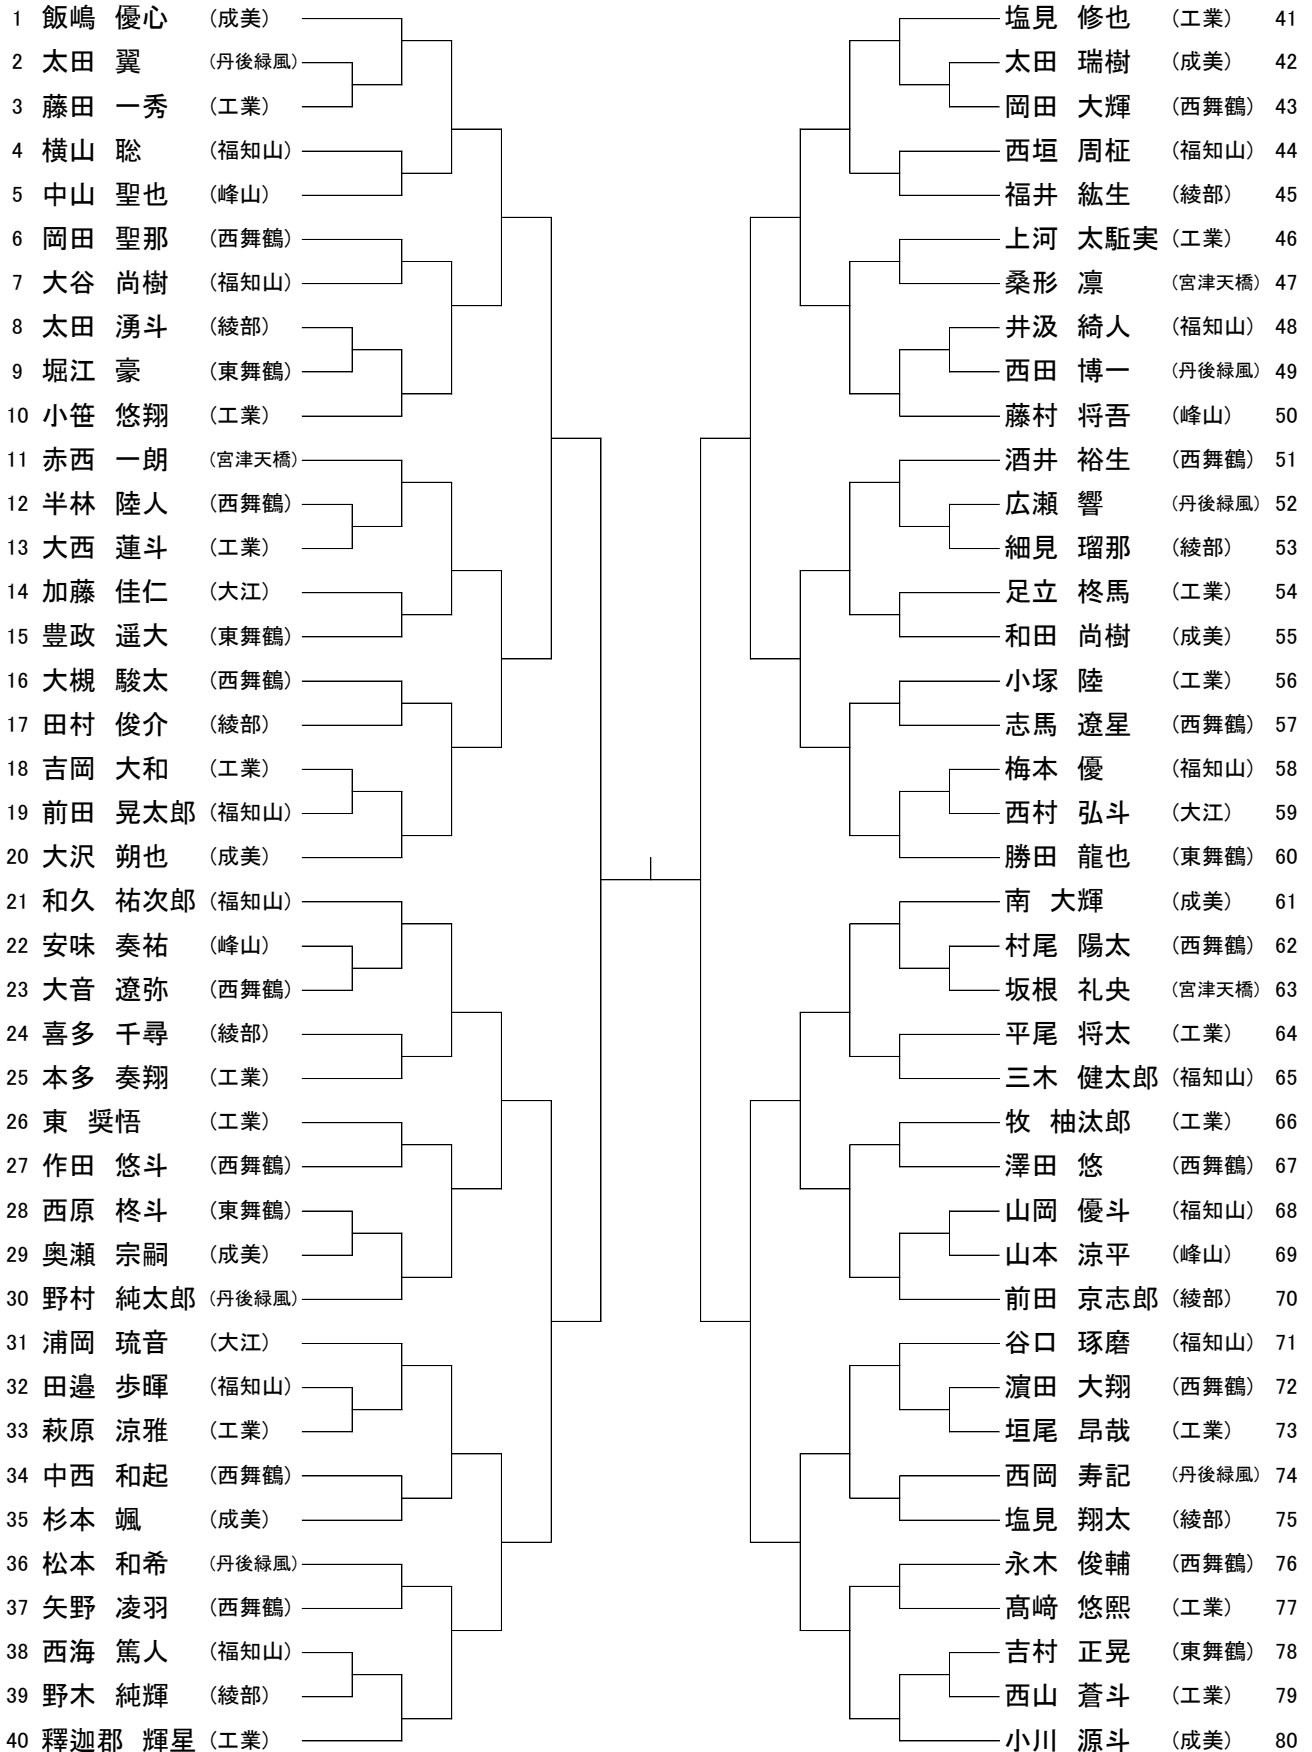 1 飯嶋 優心 (成美)
2 太田 翼 (丹後緑風)
3 藤田 一秀 (工業)
4 横山 聡 (福知山)
5 中山 聖也 (峰山)
6 岡田 聖那 (西舞鶴)
7 大谷 尚樹 (福知山)
8 太田 湧斗 (綾部)
9 堀江 豪 (東舞鶴)
10 小笹 悠翔 (工業)
11 赤西 一朗 (宮津天橋)
12 半林 陸人 (西舞鶴)
13 大西 蓮斗 (工業)
14 加藤 佳仁 (大江)
15 豊政 遥大 (東舞鶴)
16 大槻 駿太 (西舞鶴)
17 田村 俊介 (綾部)
18 吉岡 大和 (工業)
19 前田 晃太郎 (福知山)
20 大沢 朔也 (成美)
21 和久 祐次郎 (福知山)
22 安味 奏祐 (峰山)
23 大音 遼弥 (西舞鶴)
24 喜多 千尋 (綾部)
25 本多 奏翔 (工業)
26 東 奨悟 (工業)
27 作田 悠斗 (西舞鶴)
28 西原 柊斗 (東舞鶴)
29 奥瀬 宗嗣 (成美)
30 野村 純太郎 (丹後緑風)
31 浦岡 琉音 (大江)
32 田邉 歩暉 (福知山)
33 萩原 涼雅 (工業)
34 中西 和起 (西舞鶴)
35 杉本 颯 (成美)
36 松本 和希 (丹後緑風)
37 矢野 凌羽 (西舞鶴)
38 西海 篤人 (福知山)
39 野木 純輝 (綾部)
40 釋迦郡 輝星 (工業)
塩見 修也 (工業) 41
太田 瑞樹 (成美) 42
岡田 大輝 (西舞鶴) 43
西垣 周柾 (福知山) 44
福井 紘生 (綾部) 45
上河 太駈実 (工業) 46
桑形 凛 (宮津天橋) 47
井汲 綺人 (福知山) 48
西田 博一 (丹後緑風) 49
藤村 将吾 (峰山) 50
酒井 裕生 (西舞鶴) 51
広瀬 響 (丹後緑風) 52
細見 瑠那 (綾部) 53
足立 柊馬 (工業) 54
和田 尚樹 (成美) 55
小塚 陸 (工業) 56
志馬 遼星 (西舞鶴) 57
梅本 優 (福知山) 58
西村 弘斗 (大江) 59
勝田 龍也 (東舞鶴) 60
南 大輝 (成美) 61
村尾 陽太 (西舞鶴) 62
坂根 礼央 (宮津天橋) 63
平尾 将太 (工業) 64
三木 健太郎 (福知山) 65
牧 柚汰郎 (工業) 66
澤田 悠 (西舞鶴) 67
山岡 優斗 (福知山) 68
山本 涼平 (峰山) 69
前田 京志郎 (綾部) 70
谷口 琢磨 (福知山) 71
濵田 大翔 (西舞鶴) 72
垣尾 昂哉 (工業) 73
西岡 寿記 (丹後緑風) 74
塩見 翔太 (綾部) 75
永木 俊輔 (西舞鶴) 76
髙﨑 悠熙 (工業) 77
吉村 正晃 (東舞鶴) 78
西山 蒼斗 (工業) 79
小川 源斗 (成美) 80